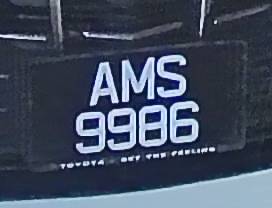 AMS
9986
TOYOTA - GET THE FEELING